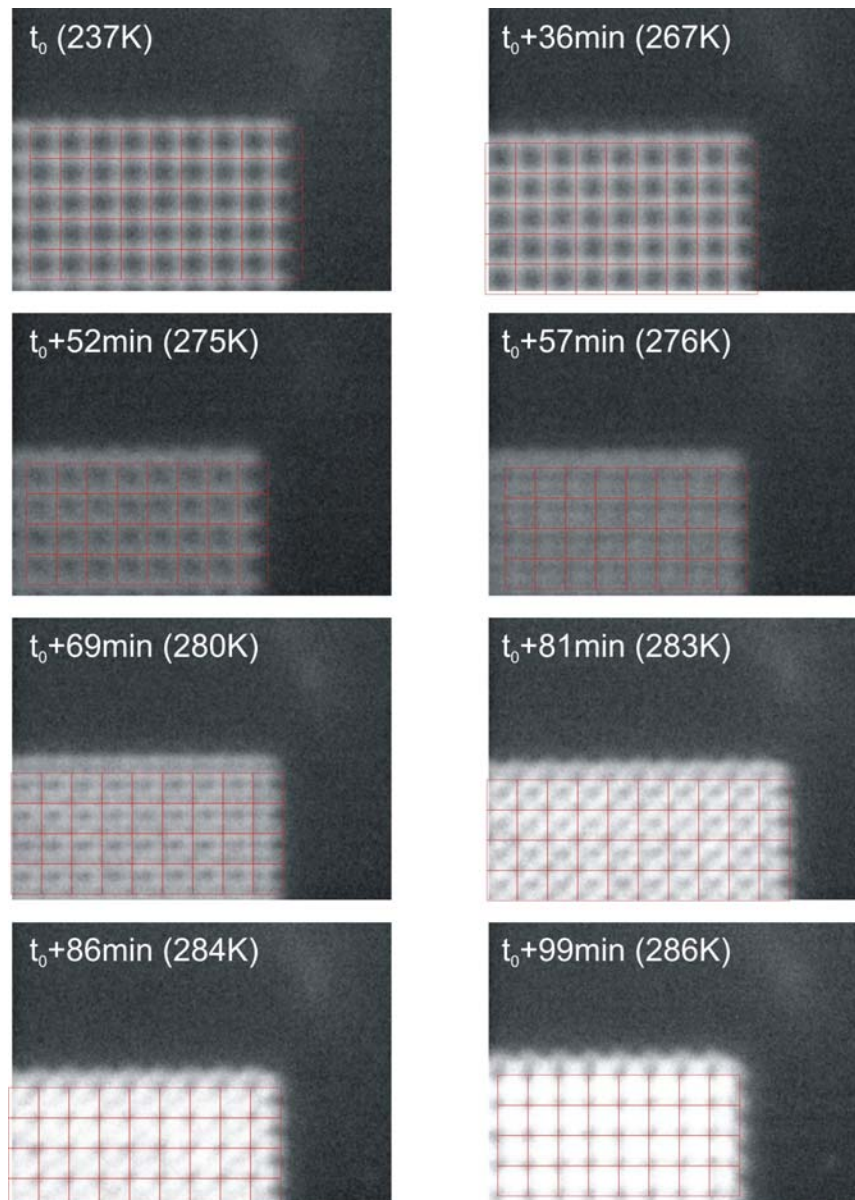 t₀ (237K)
t₀+36min (267K)
t₀+52min (275K)
t₀+57min (276K)
t₀+69min (280K)
t₀+81min (283K)
t₀+86min (284K)
t₀+99min (286K)